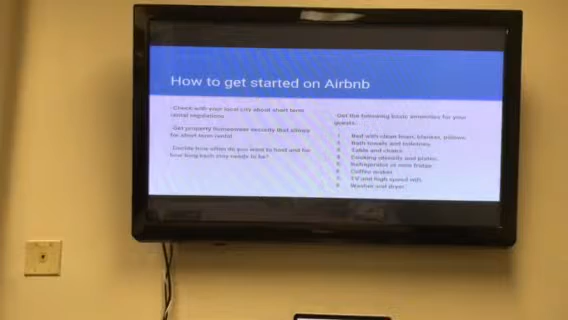 How to get started on Airbnb
Check with your local city about short term
rental regulations
Get property homeowner security that allows
for short term rental
Decide how often do you want to host and for
how long each stay needs to be?
Get the following basic amenities for your
guests:
Bed with clean linen, blanket, pillows
Bath towels and toiletries
Table and chairs
Cooking utensils and plates
Refrigerator or mini fridge
Coffee maker
TV and high speed wifi
Washer and dryer